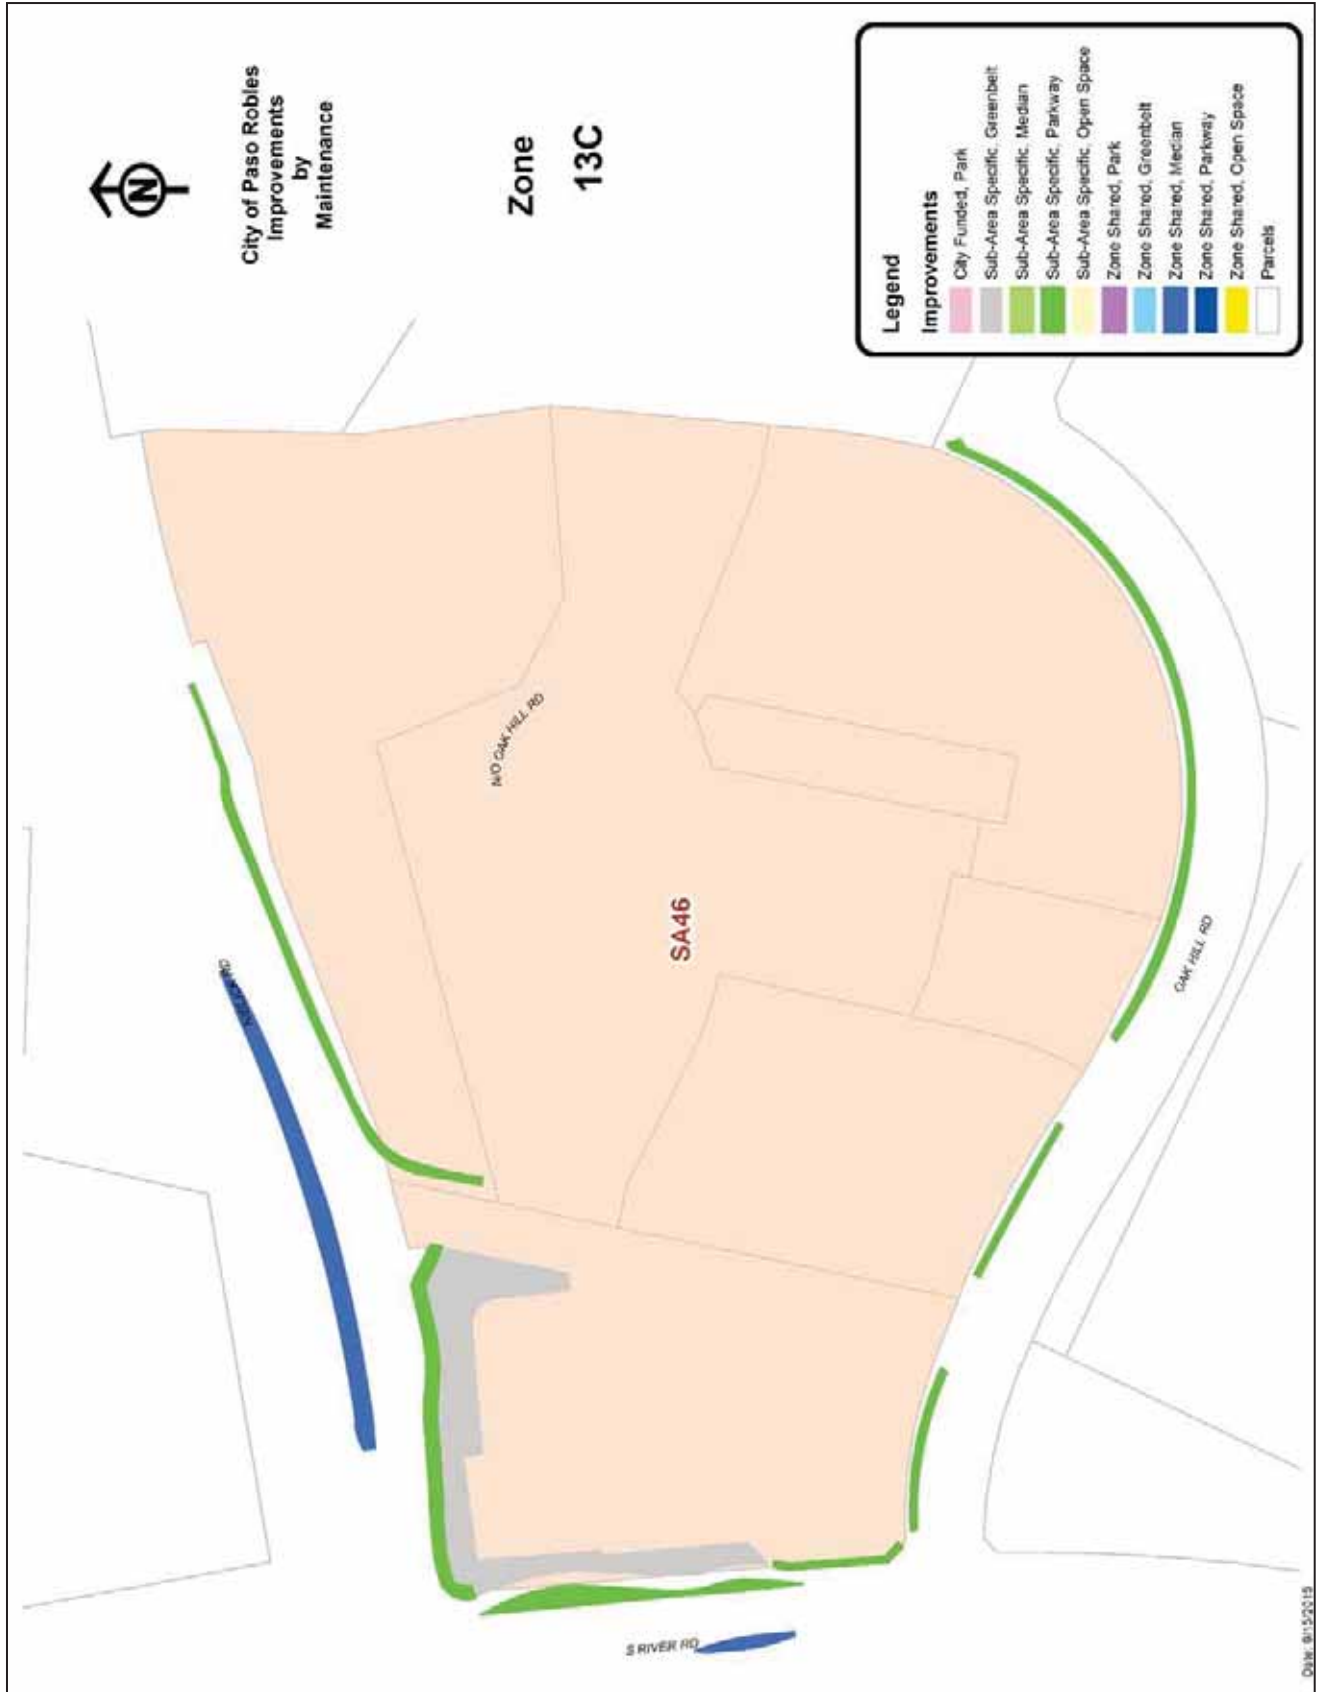 N
City of Paso Robles
Improvements
by
Maintenance
Zone
13C
Legend
Improvements
City Funded, Park
Sub-Area Specific, Greenbelt
Sub-Area Specific, Median
Sub-Area Specific, Parkway
Sub-Area Specific, Open Space
Zone Shared, Park
Zone Shared, Greenbelt
Zone Shared, Median
Zone Shared, Parkway
Zone Shared, Open Space
Parcels
N/O OAK HILL RD
SA46
OAK HILL RD
RD
S RIVER RD
Date: